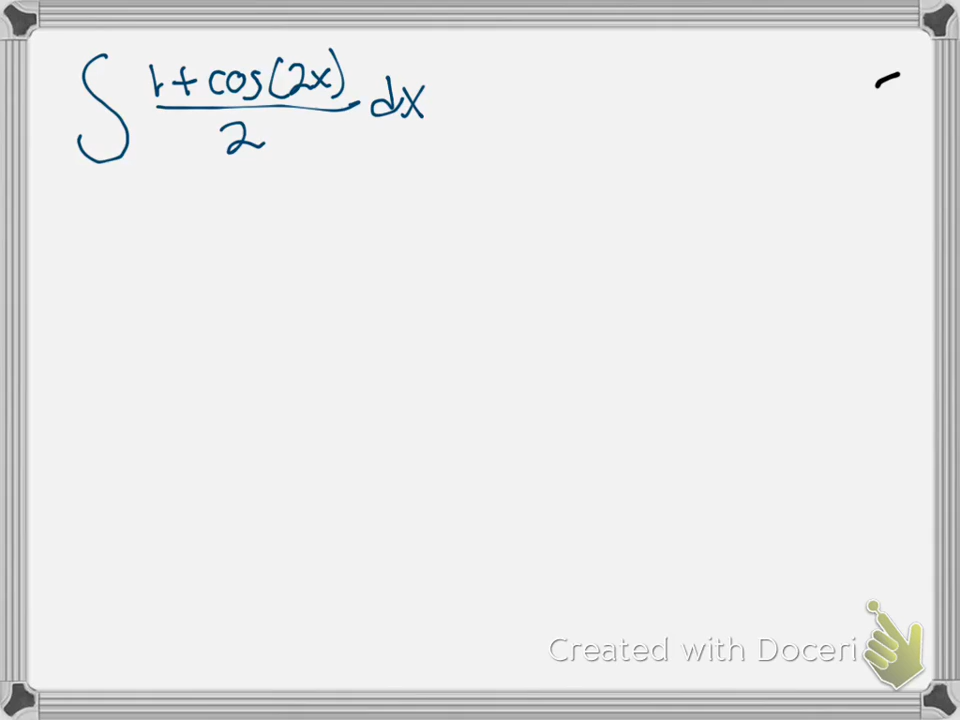 ∫ (1 + cos(2x))/2 dx
Created with Doceri